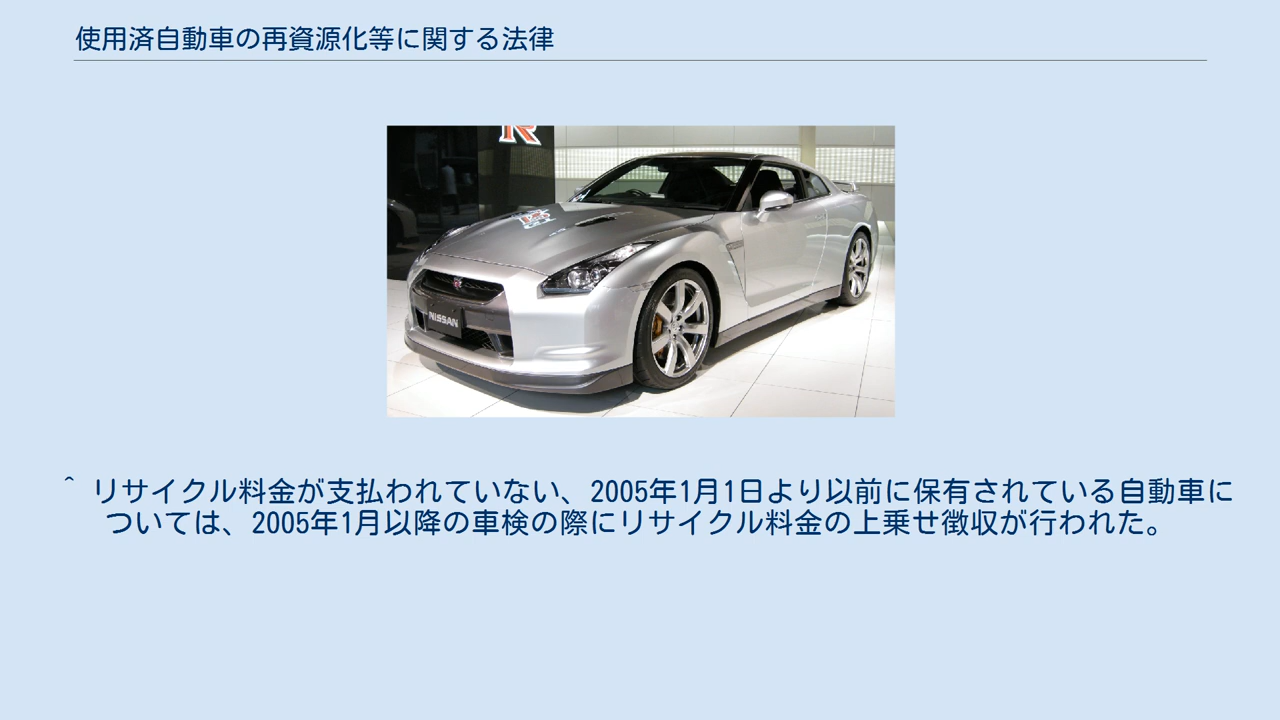 使用済自動車の再資源化等に関する法律
R
NISSAN
^ リサイクル料金が支払われていない、2005年1月1日より以前に保有されている自動車に
ついては、2005年1月以降の車検の際にリサイクル料金の上乗せ徴収が行われた。